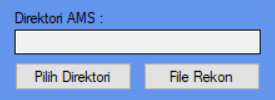 Direktori AMS :
Pilih Direktori File Rekon